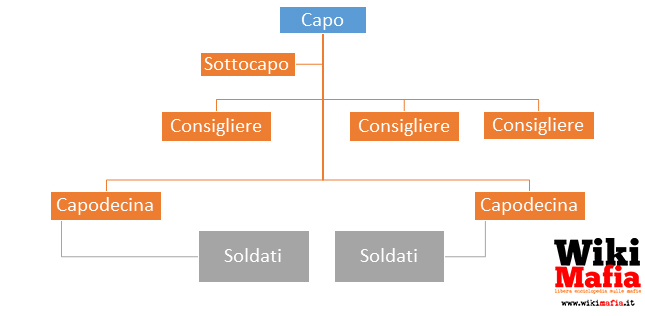 Capo
Sottocapo
Consigliere
Consigliere
Consigliere
Capodecina
Capodecina
Soldati
Soldati
Wiki
Mafia
Libera enciclopedia sulle mafie
www.wikimafia.it